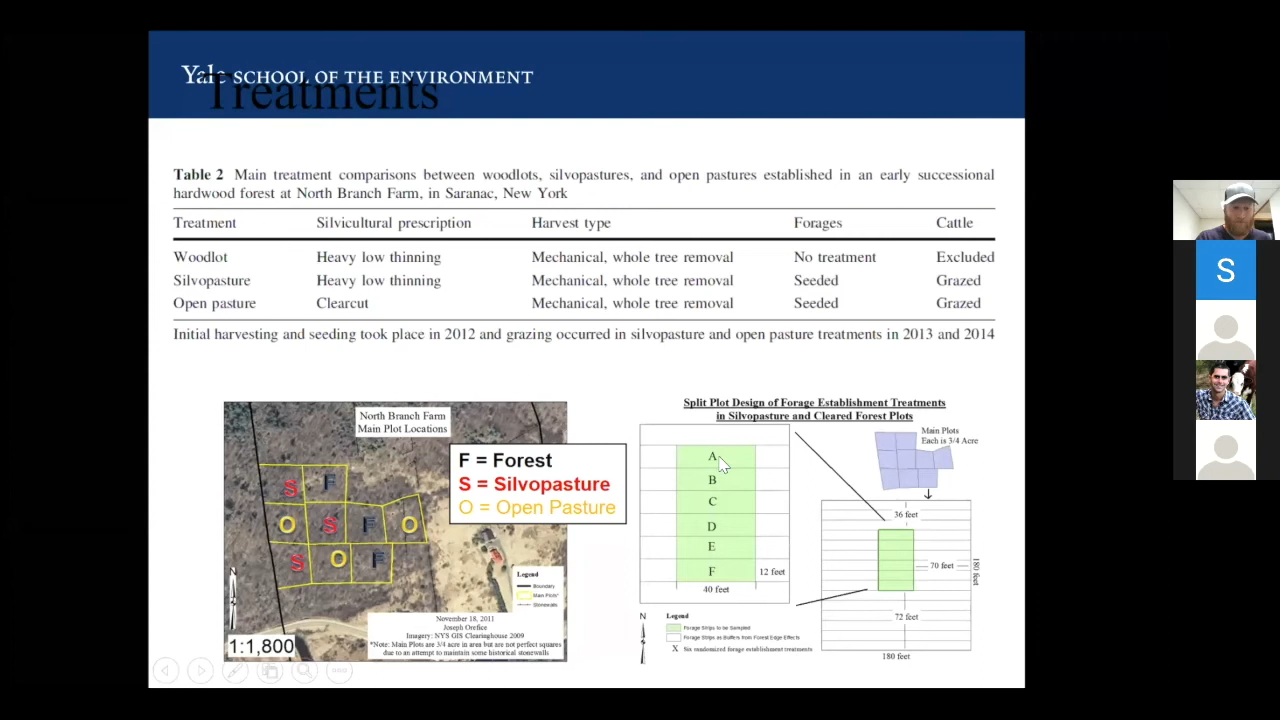 Yale SCHOOL OF THE ENVIRONMENT
Treatments
Table 2 Main treatment comparisons between woodlots, silvopastures, and open pastures established in an early successional
hardwood forest at North Branch Farm, in Saranac, New York
Treatment Silvicultural prescription Harvest type Forages Cattle
Woodlot Heavy low thinning Mechanical, whole tree removal No treatment Excluded
Silvopasture Heavy low thinning Mechanical, whole tree removal Seeded Grazed
Open pasture Clearcut Mechanical, whole tree removal Seeded Grazed
Initial harvesting and seeding took place in 2012 and grazing occurred in silvopasture and open pasture treatments in 2013 and 2014
North Branch Farm
Main Plot Locations
F = Forest
S = Silvopasture
O = Open Pasture
S F
O S F O
S O F
N
Legend
Boundary
Main Plots*
Stonewalls
1:1,800
November 18, 2011
Joseph Orefice
Imagery: NYS GIS Clearinghouse 2009
*Note: Main Plots are 3/4 acre in area but are not perfect squares
due to an attempt to maintain some historical stonewalls
Split Plot Design of Forage Establishment Treatments
in Silvopasture and Cleared Forest Plots
A
B
C
D
E
F
12 feet
40 feet
Main Plots
Each is 3/4 Acre
36 feet
70 feet
180 feet
72 feet
180 feet
N
Legend
Forage Strips to be Sampled
Forage Strips as Buffers from Forest Edge Effects
X Six randomized forage establishment treatments
S